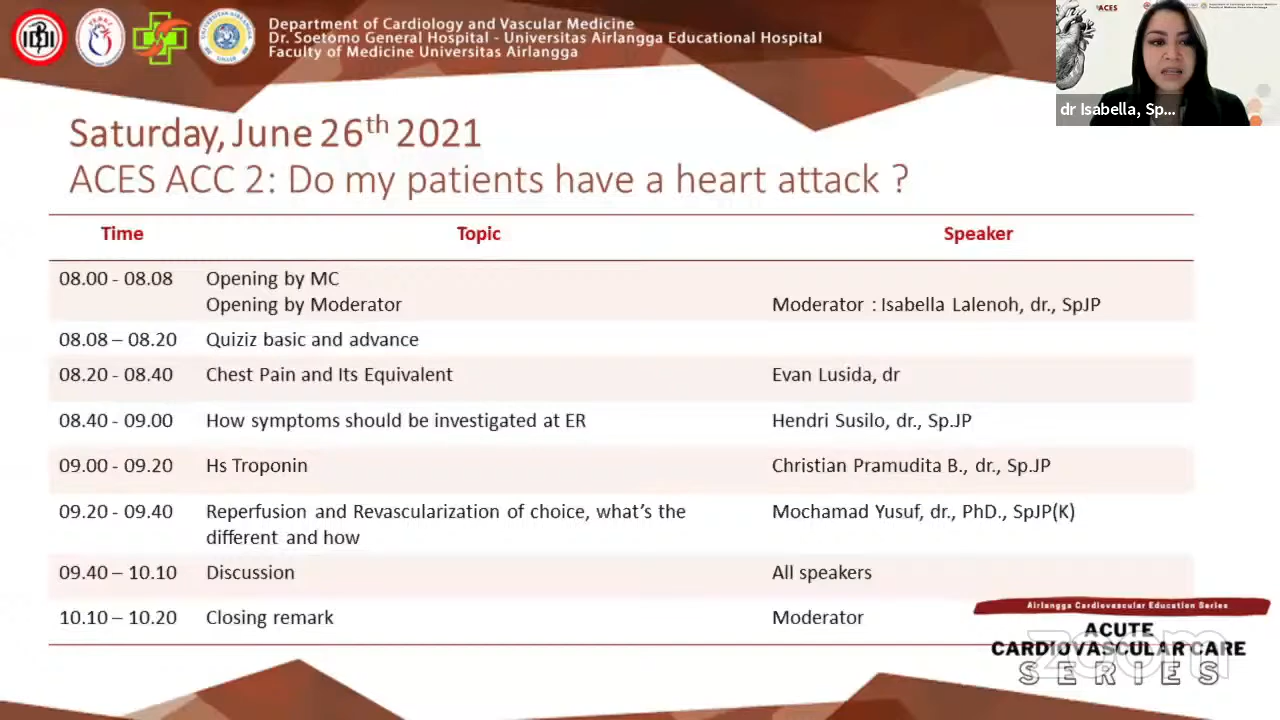 Department of Cardiology and Vascular Medicine
Dr. Soetomo General Hospital - Universitas Airlangga Educational Hospital
Faculty of Medicine Universitas Airlangga
ACES
dr Isabella, Sp...
Saturday, June 26th 2021
ACES ACC 2: Do my patients have a heart attack ?
Time Topic Speaker
08.00 - 08.08 Opening by MC
Opening by Moderator Moderator : Isabella Lalenoh, dr., SpJP
08.08 – 08.20 Quiziz basic and advance
08.20 - 08.40 Chest Pain and Its Equivalent Evan Lusida, dr
08.40 - 09.00 How symptoms should be investigated at ER Hendri Susilo, dr., Sp.JP
09.00 - 09.20 Hs Troponin Christian Pramudita B., dr., Sp.JP
09.20 - 09.40 Reperfusion and Revascularization of choice, what's the Mochamad Yusuf, dr., PhD., SpJP(K)
different and how
09.40 – 10.10 Discussion All speakers
10.10 – 10.20 Closing remark Moderator
Airlangga Cardiovascular Education Series
ACUTE
CARDIOVASCULAR CARE
SERIES
zoom